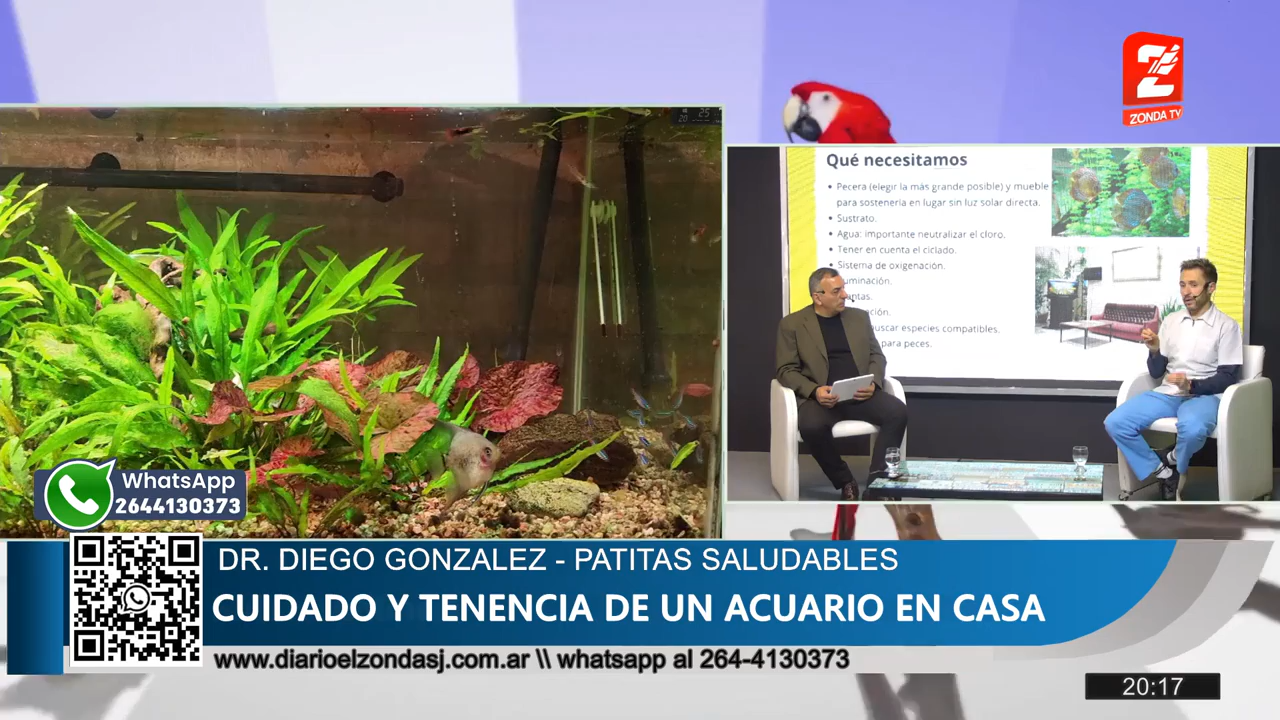 Z
ZONDA TV
25
Qué necesitamos
• Pecera (elegir la más grande posible) y mueble
para sostenerla en lugar sin luz solar directa.
• Sustrato.
• Agua: importante neutralizar el cloro.
• Tener en cuenta el ciclado.
• Sistema de oxigenación.
buscar especies compatibles.
para peces.
WhatsApp
2644130373
DR. DIEGO GONZALEZ - PATITAS SALUDABLES
CUIDADO Y TENENCIA DE UN ACUARIO EN CASA
www.diarioelzondasj.com.ar \\ whatsapp al 264-4130373
20:17